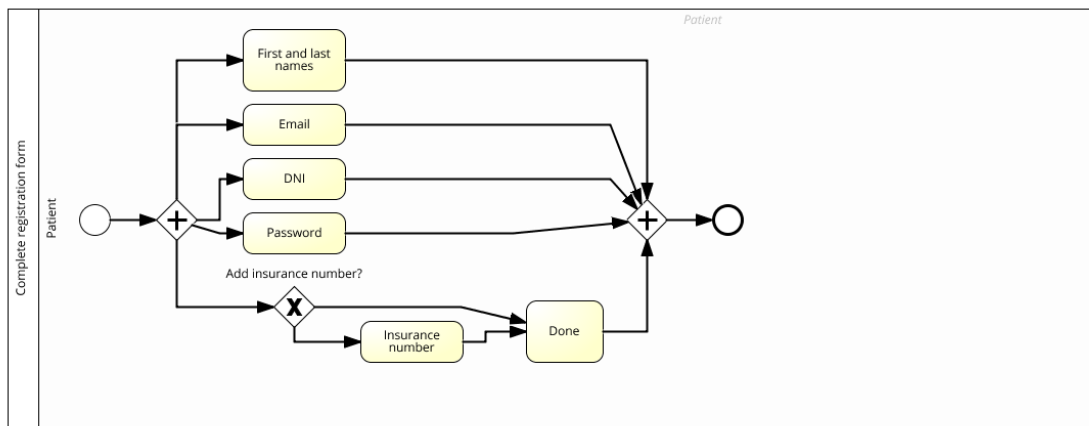 Patient
Complete registration form
Patient
First and last
names
Email
DNI
Password
Add insurance number?
Insurance
number
Done